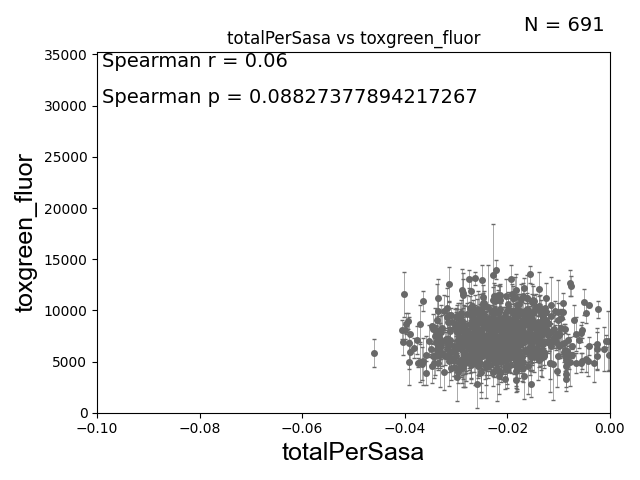 N = 691
totalPerSasa vs toxgreen_fluor
Spearman r = 0.06
Spearman p = 0.08827377894217267
35000
30000
25000
20000
15000
10000
5000
0
toxgreen_fluor
−0.10
−0.08
−0.06
−0.04
−0.02
0.00
totalPerSasa